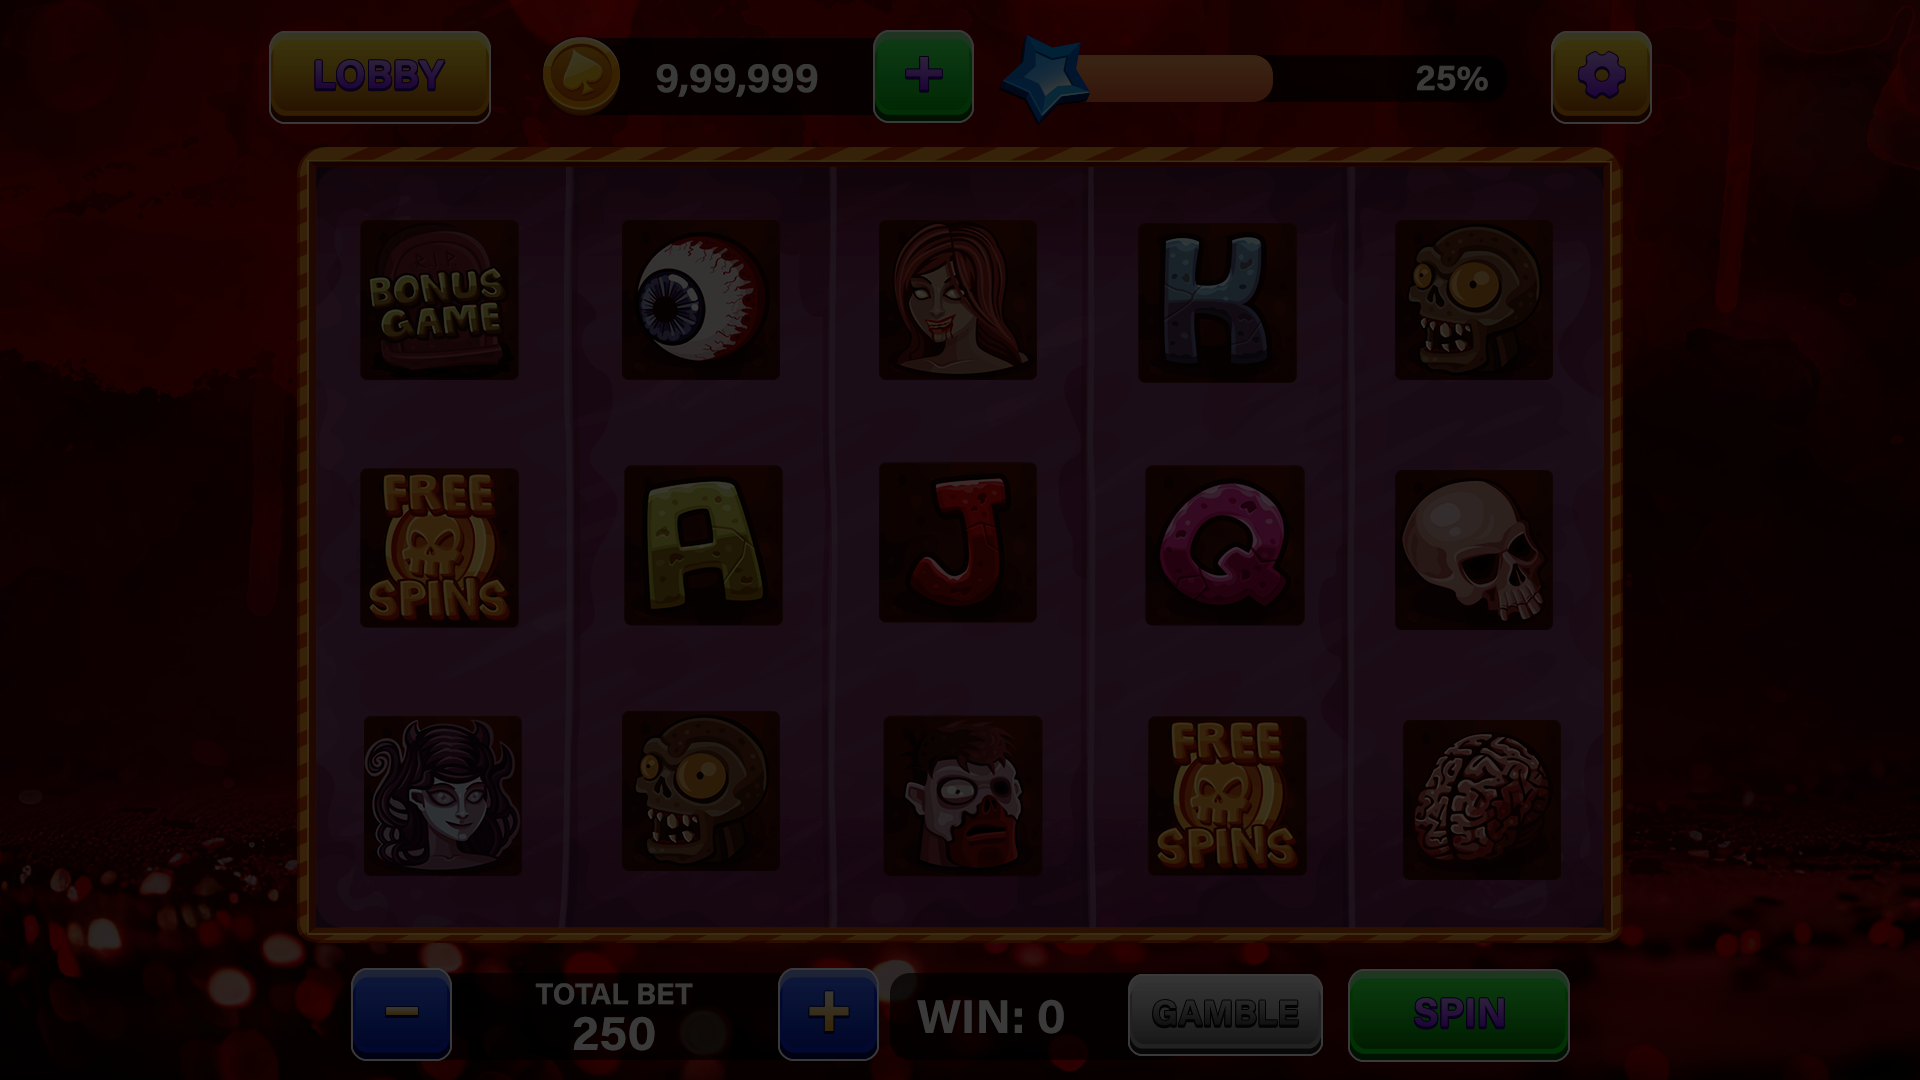 LOBBY
9,99,999
+
25%
RIP
BONUS
GAME
K
FREE
SPINS
A
J
Q
FREE
SPINS
−
TOTAL BET
250
+
WIN: 0
GAMBLE
SPIN